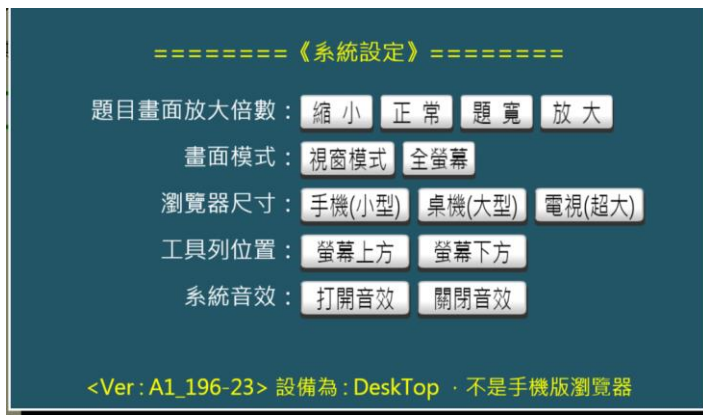 ========《系統設定》========
題目畫面放大倍數：縮 小 正 常 題 寬 放 大
畫面模式：視窗模式 全螢幕
瀏覽器尺寸：手機(小型) 桌機(大型) 電視(超大)
工具列位置：螢幕上方 螢幕下方
系統音效：打開音效 關閉音效
<Ver : A1_196-23> 設備為 : DeskTop ‧不是手機版瀏覽器